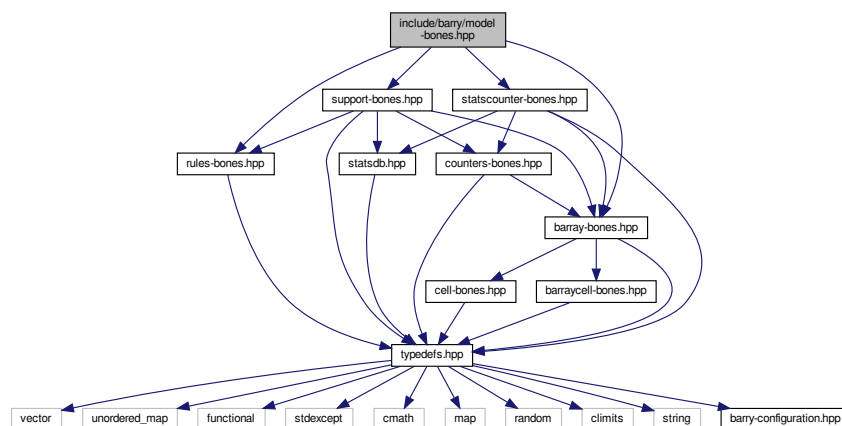 include/barry/model
-bones.hpp
support-bones.hpp
statscounter-bones.hpp
rules-bones.hpp
statsdb.hpp
counters-bones.hpp
barray-bones.hpp
cell-bones.hpp
barraycell-bones.hpp
typedefs.hpp
vector
unordered_map
functional
stdexcept
cmath
map
random
climits
string
barry-configuration.hpp